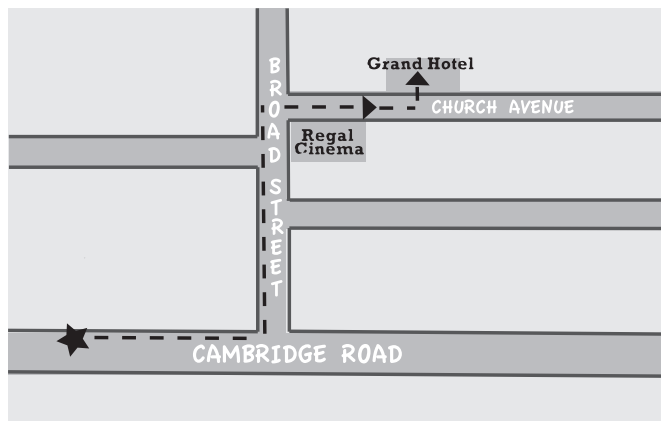 Grand Hotel
BROAD STREET
CHURCH AVENUE
Regal
Cinema
CAMBRIDGE ROAD